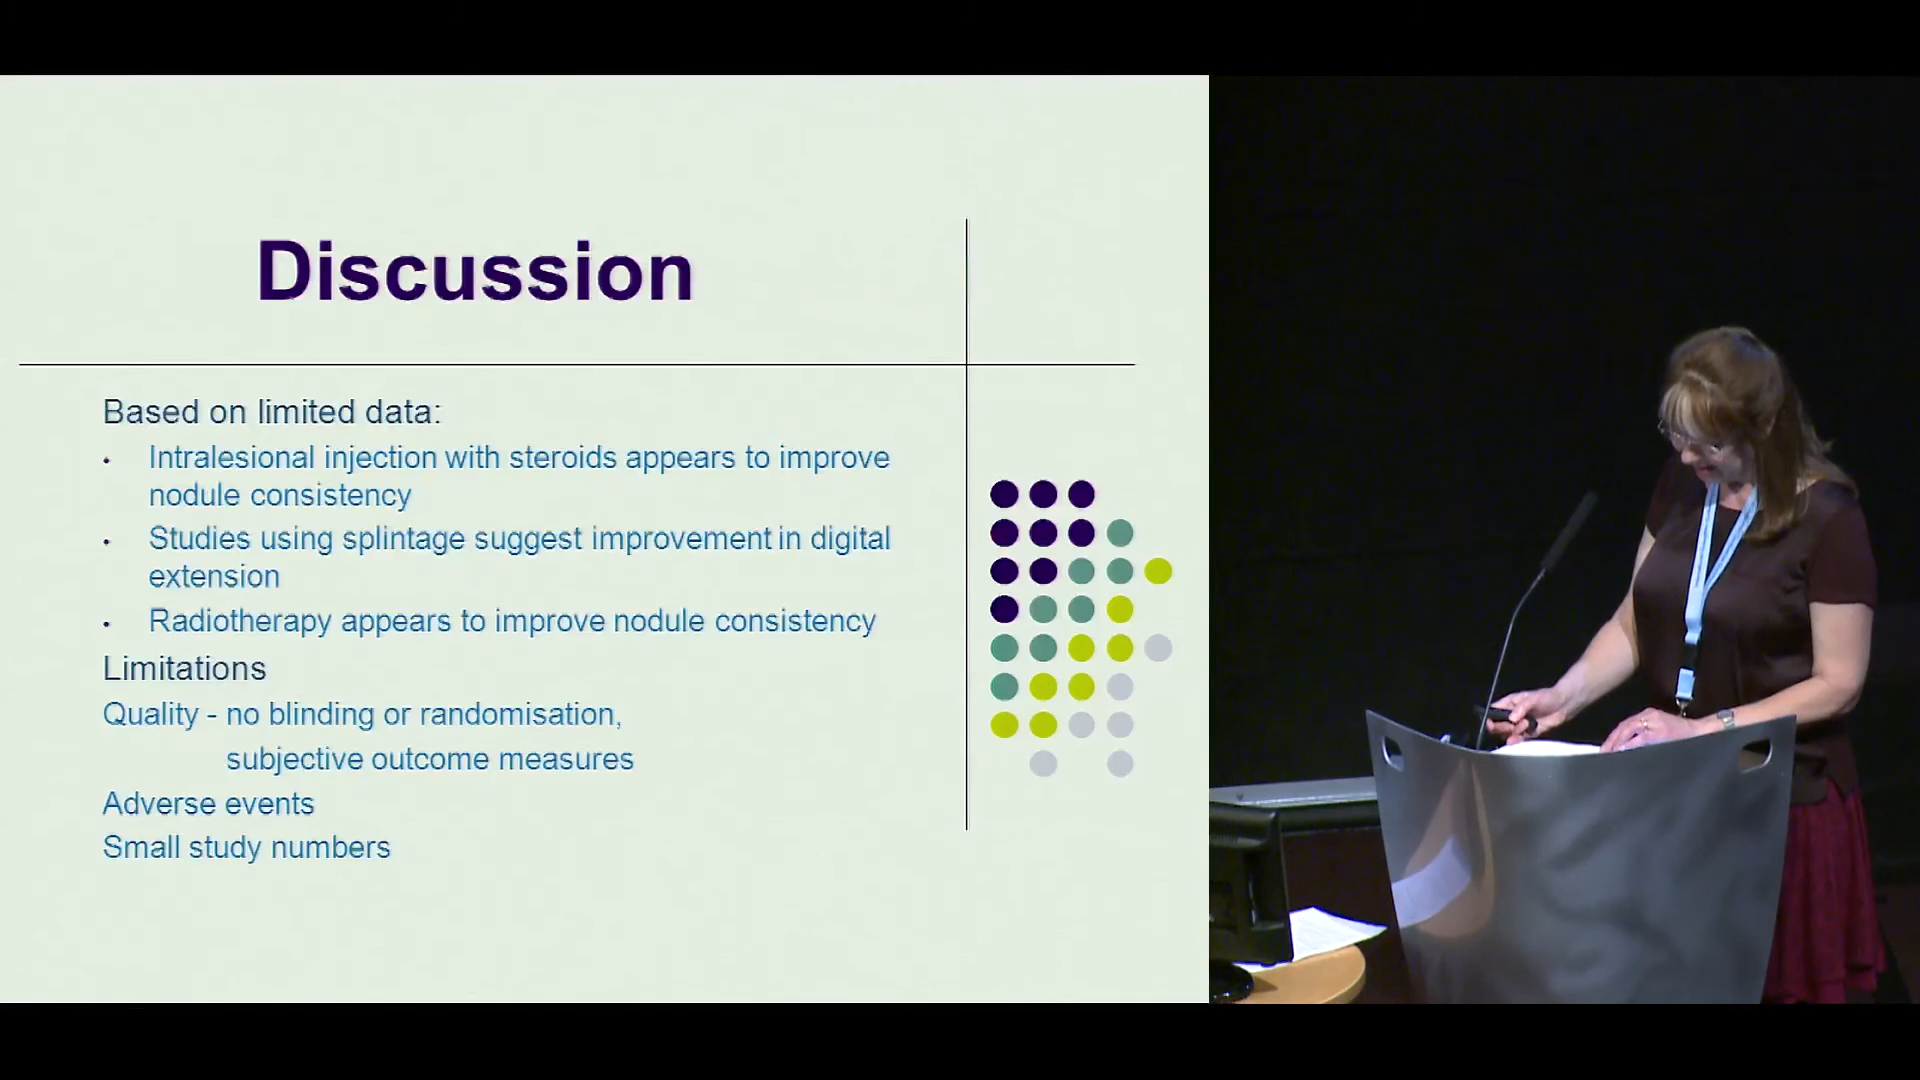 Discussion
Based on limited data:
• Intralesional injection with steroids appears to improve
nodule consistency
• Studies using splintage suggest improvement in digital
extension
• Radiotherapy appears to improve nodule consistency
Limitations
Quality - no blinding or randomisation,
subjective outcome measures
Adverse events
Small study numbers